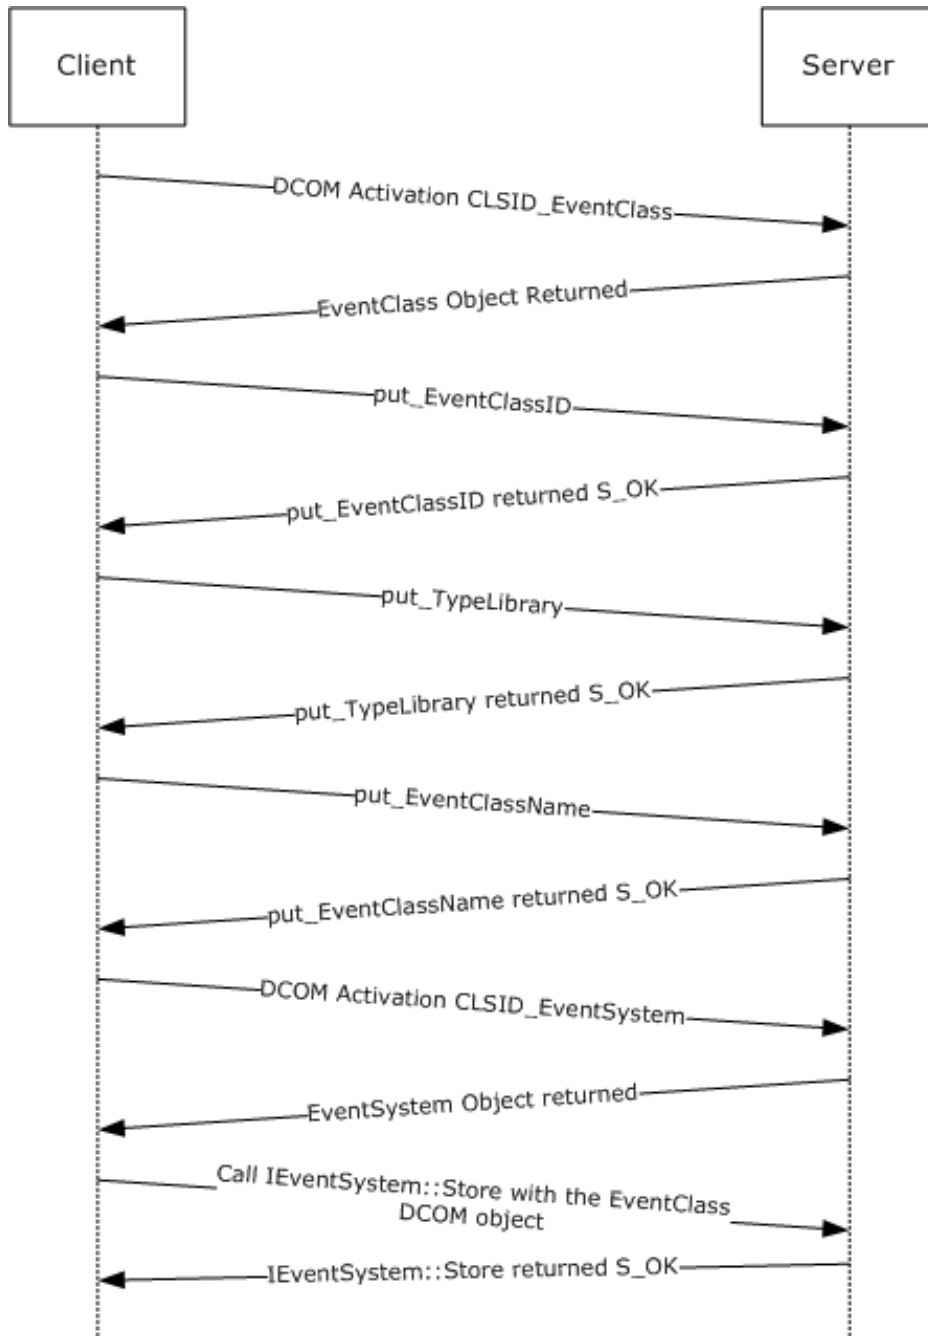 Client
Server
DCOM Activation CLSID_EventClass
EventClass Object Returned
put_EventClassID
put_EventClassID returned S_OK
put_TypeLibrary
put_TypeLibrary returned S_OK
put_EventClassName
put_EventClassName returned S_OK
DCOM Activation CLSID_EventSystem
EventSystem Object returned
Call IEventSystem::Store with the EventClass
DCOM object
IEventSystem::Store returned S_OK